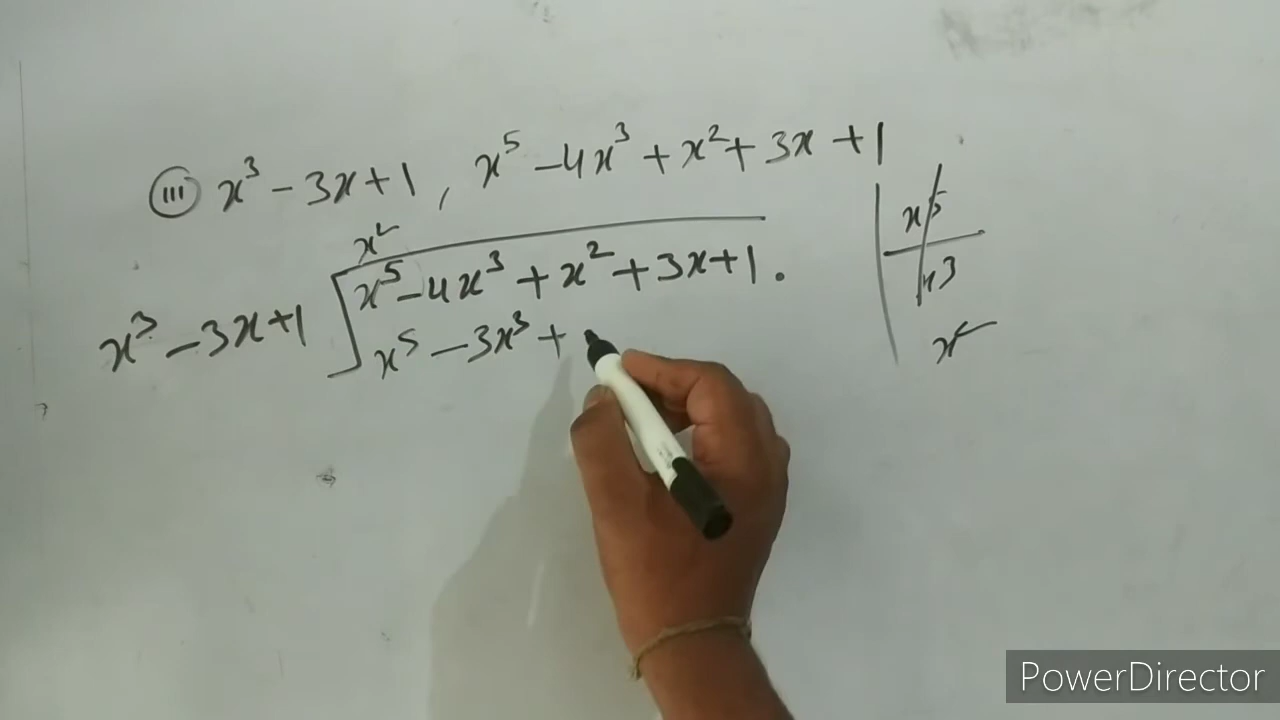 (iii) x³ - 3x + 1 , x⁵ - 4x³ + x² + 3x + 1
x²
x³ - 3x + 1 x⁵ - 4x³ + x² + 3x + 1 .
x⁵ - 3x³ +
x⁵
x³
x²
PowerDirector